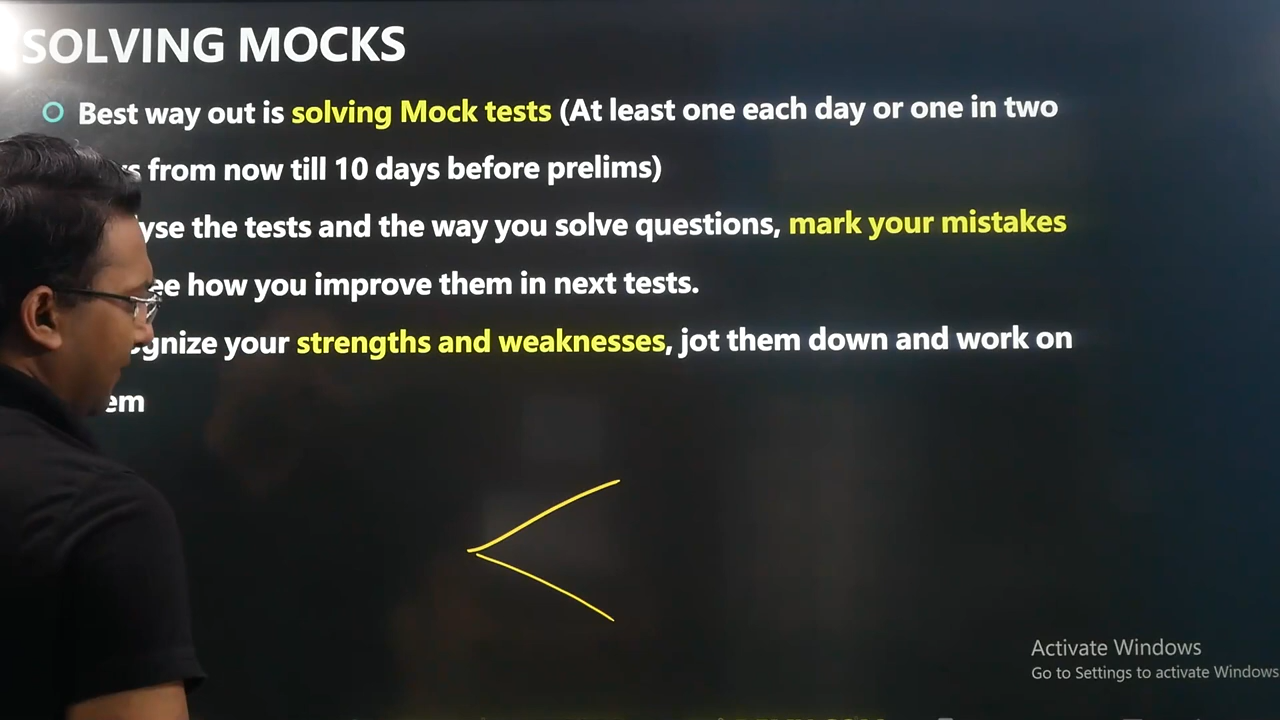 SOLVING MOCKS
Best way out is solving Mock tests (At least one each day or one in two
from now till 10 days before prelims)
the tests and the way you solve questions, mark your mistakes
how you improve them in next tests.
your strengths and weaknesses, jot them down and work on
Activate Windows
Go to Settings to activate Windows